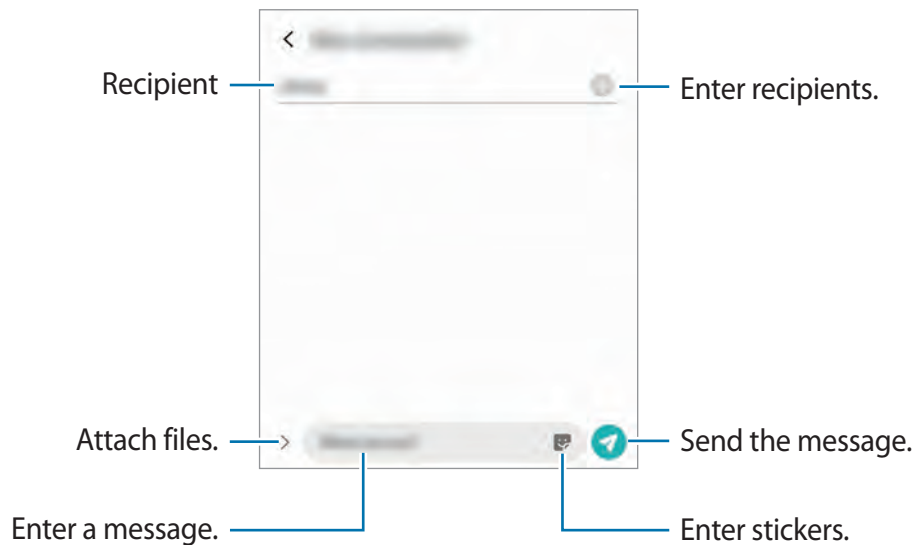 Recipient
Enter recipients.
Attach files.
Send the message.
Enter a message.
Enter stickers.